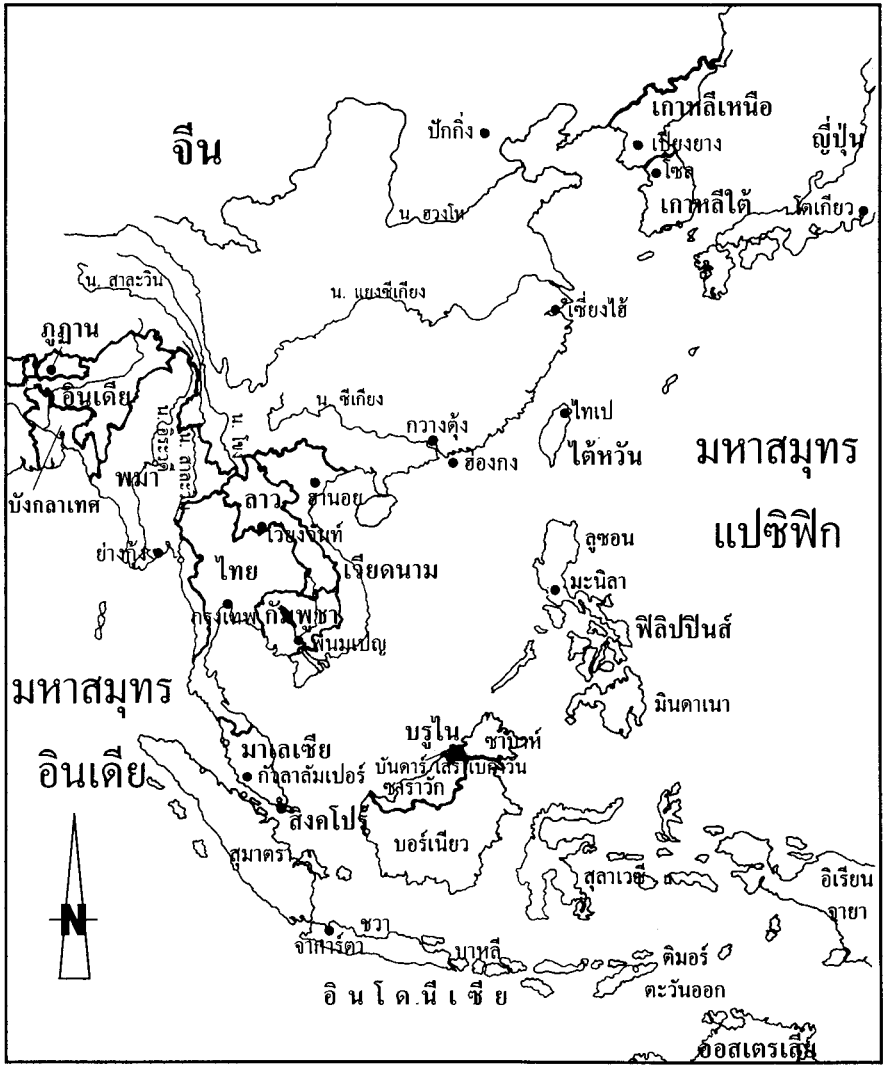 เกาหลีเหนือ
ปักกิ่ง
จีน
เปียงยาง
ญี่ปุ่น
โซล
เกาหลีใต้
โตเกียว
น. ฮวงโห
น. สาละวิน
น. แยงซีเกียง
เซี่ยงไฮ้
ภูฏาน
อินเดีย
น. ซีเกียง
น. โขง
กวางตุ้ง
ไทเป
ฮ่องกง
ไต้หวัน
มหาสมุทร
แปซิฟิก
น. อิระวดี
น. สาละวิน
พม่า
บังกลาเทศ
ลาว
ฮานอย
เวียงจันท์
ย่างกุ้ง
ไทย
เวียดนาม
ลูซอน
มะนิลา
กรุงเทพ
กัมพูชา
พนมเปญ
ฟิลิปปินส์
มินดาเนา
มหาสมุทร
อินเดีย
มาเลเซีย
กัวลาลัมเปอร์
บรูไน
ซาบาห์
บันดาร์ เสรี เบกาวัน
ซาราวัก
สิงคโปร์
บอร์เนียว
สุมาตรา
สุลาเวซี
อิเรียน
จายา
N
ชวา
จาการ์ตา
บาหลี
ติมอร์
ตะวันออก
อินโด.นีเซีย
ออสเตรเลีย